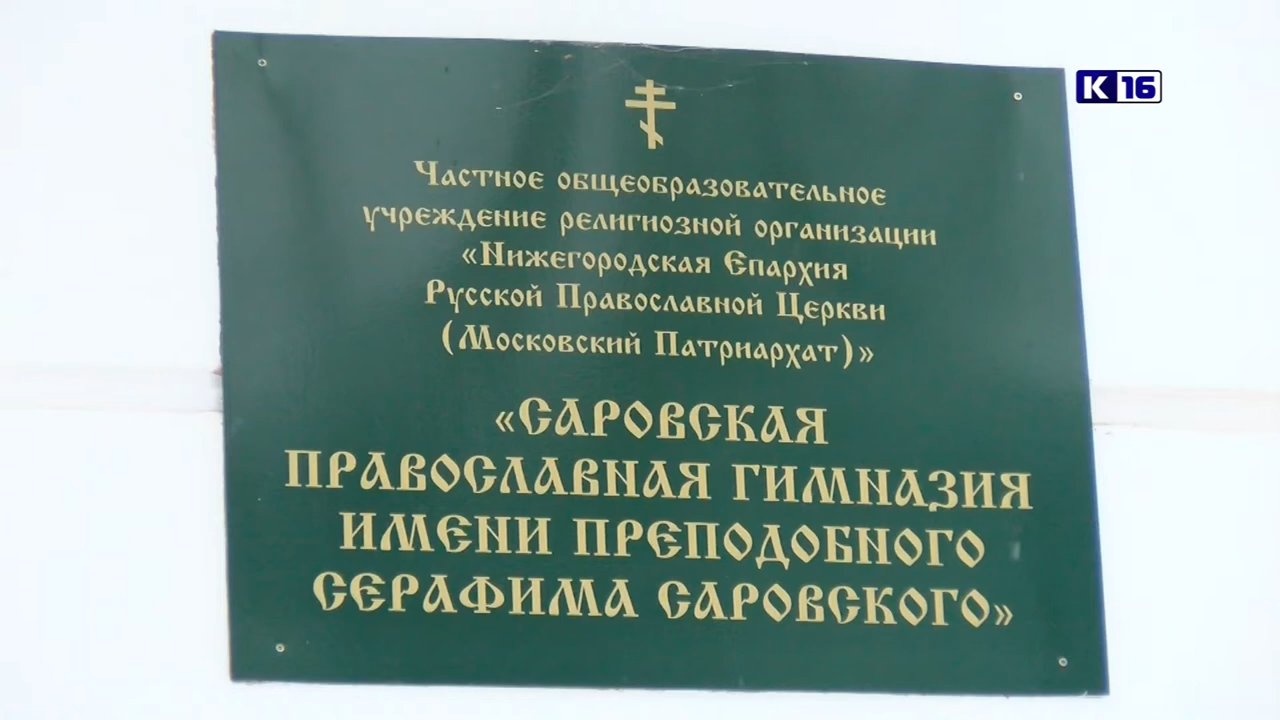 К 16
Частное общеобразовательное
учреждение религиозной организации
«Нижегородская Епархия
Русской Православной Церкви
(Московский Патриархат)»
«САРОВСКАЯ
ПРАВОСЛАВНАЯ ГИМНАЗИЯ
ИМЕНИ ПРЕПОДОБНОГО
СЕРАФИМА САРОВСКОГО»